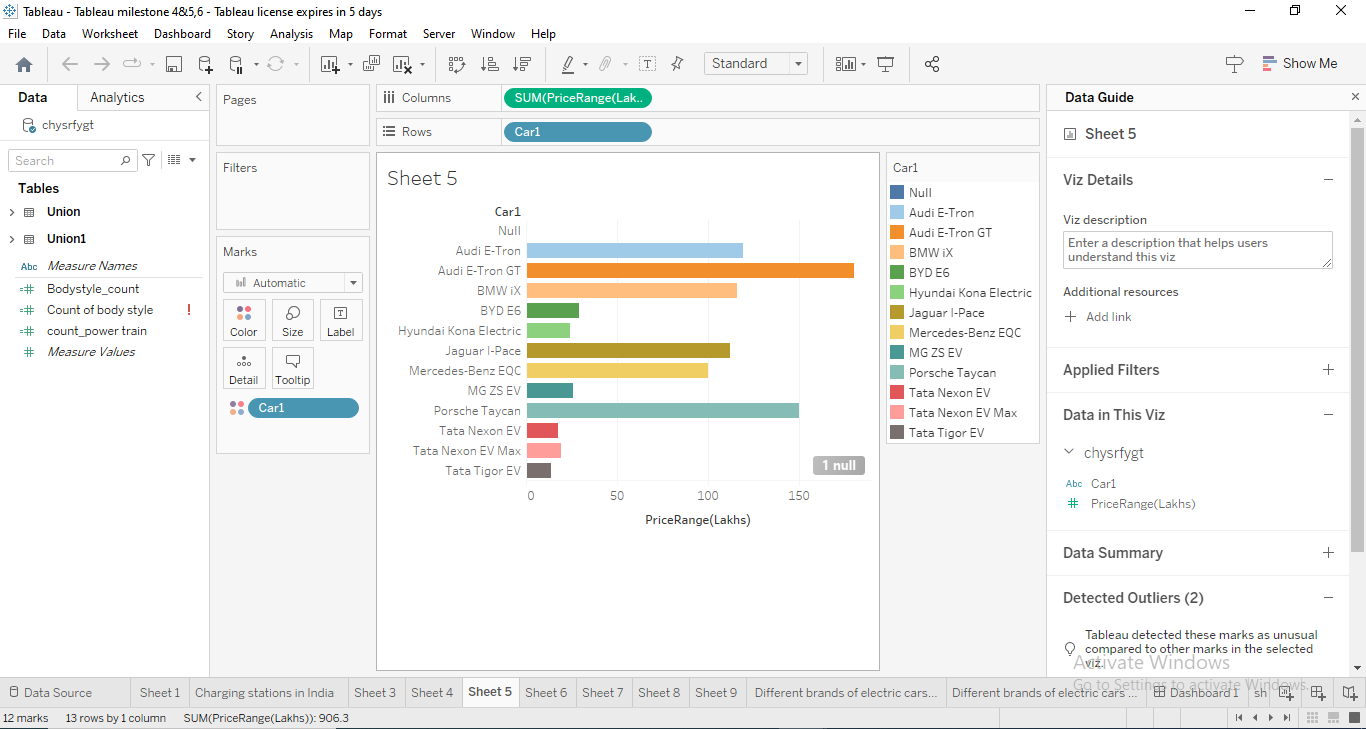 Tableau - Tableau milestone 4&5,6 - Tableau license expires in 5 days
File Data Worksheet Dashboard Story Analysis Map Format Server Window Help
Standard
Show Me
Data
Analytics
chysrfygt
Search
Tables
Union
Union1
Abc Measure Names
Bodystyle_count
Count of body style !
count_power train
Measure Values
Pages
Filters
Marks
Automatic
Color
Size
Label
Detail
Tooltip
Car1
Columns
SUM(PriceRange(Lak..
Rows
Car1
Sheet 5
Car1
Null
Audi E-Tron
Audi E-Tron GT
BMW iX
BYD E6
Hyundai Kona Electric
Jaguar I-Pace
Mercedes-Benz EQC
MG ZS EV
Porsche Taycan
Tata Nexon EV
Tata Nexon EV Max
Tata Tigor EV
1 null
0 50 100 150
PriceRange(Lakhs)
Car1
Null
Audi E-Tron
Audi E-Tron GT
BMW iX
BYD E6
Hyundai Kona Electric
Jaguar I-Pace
Mercedes-Benz EQC
MG ZS EV
Porsche Taycan
Tata Nexon EV
Tata Nexon EV Max
Tata Tigor EV
Data Guide
Sheet 5
Viz Details
Viz description
Enter a description that helps users
understand this viz
Additional resources
Add link
Applied Filters
Data in This Viz
chysrfygt
Abc Car1
PriceRange(Lakhs)
Data Summary
Detected Outliers (2)
Tableau detected these marks as unusual
compared to other marks in the selected
viz.
Activate Windows
Go to Settings to activate Windows.
Data Source
Sheet 1
Charging stations in India
Sheet 3
Sheet 4
Sheet 5
Sheet 6
Sheet 7
Sheet 8
Sheet 9
Different brands of electric cars...
Different brands of electric cars ...
Dashboard 1
sh
12 marks 13 rows by 1 column SUM(PriceRange(Lakhs)): 906.3